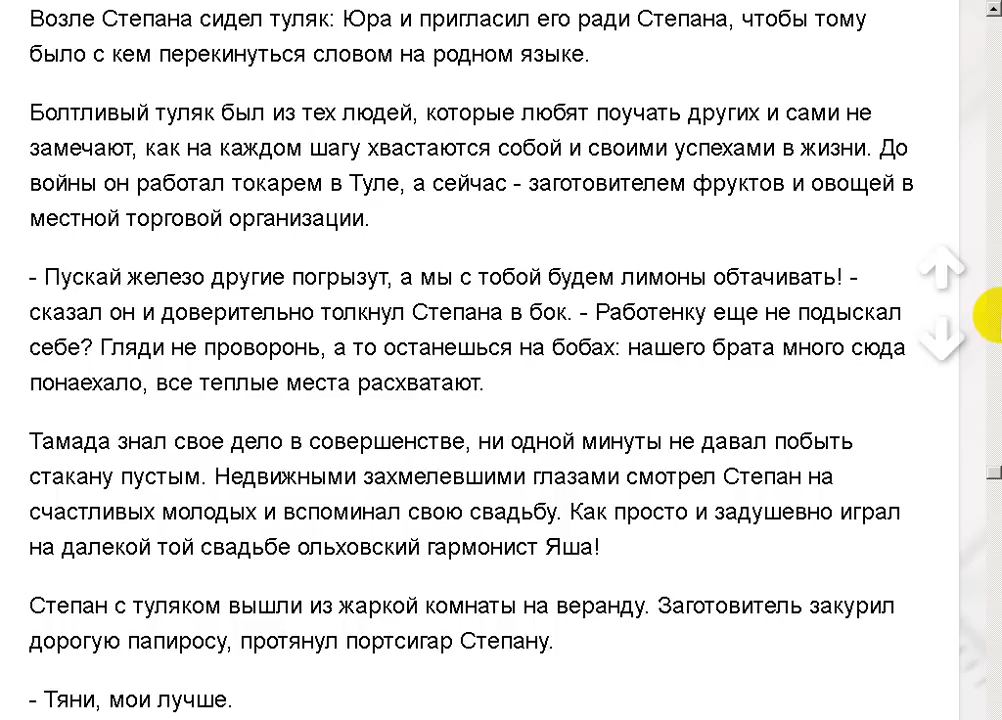 Возле Степана сидел туляк: Юра и пригласил его ради Степана, чтобы тому
было с кем перекинуться словом на родном языке.
Болтливый туляк был из тех людей, которые любят поучать других и сами не
замечают, как на каждом шагу хвастаются собой и своими успехами в жизни. До
войны он работал токарем в Туле, а сейчас - заготовителем фруктов и овощей в
местной торговой организации.
- Пускай железо другие погрызут, а мы с тобой будем лимоны обтачивать! -
сказал он и доверительно толкнул Степана в бок. - Работенку еще не подыскал
себе? Гляди не проворонь, а то останешься на бобах: нашего брата много сюда
понаехало, все теплые места расхватают.
Тамада знал свое дело в совершенстве, ни одной минуты не давал побыть
стакану пустым. Недвижными захмелевшими глазами смотрел Степан на
счастливых молодых и вспоминал свою свадьбу. Как просто и задушевно играл
на далекой той свадьбе ольховский гармонист Яша!
Степан с туляком вышли из жаркой комнаты на веранду. Заготовитель закурил
дорогую папиросу, протянул портсигар Степану.
- Тяни, мои лучше.